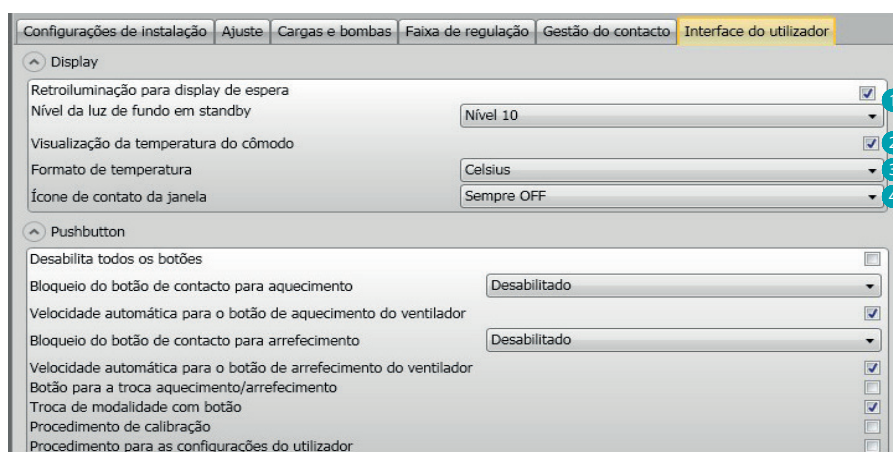 Configurações de instalação Ajuste Cargas e bombas Faixa de regulação Gestão do contacto Interface do utilizador
Display
Retroiluminação para display de espera
1
Nível da luz de fundo em standby Nível 10
Visualização da temperatura do cômodo 2
Formato de temperatura Celsius 3
Ícone de contato da janela Sempre OFF 4
Pushbutton
Desabilita todos os botões
Bloqueio do botão de contacto para aquecimento Desabilitado
Velocidade automática para o botão de aquecimento do ventilador
Bloqueio do botão de contacto para arrefecimento Desabilitado
Velocidade automática para o botão de arrefecimento do ventilador
Botão para a troca aquecimento/arrefecimento
Troca de modalidade com botão
Procedimento de calibração
Procedimento para as configurações do utilizador